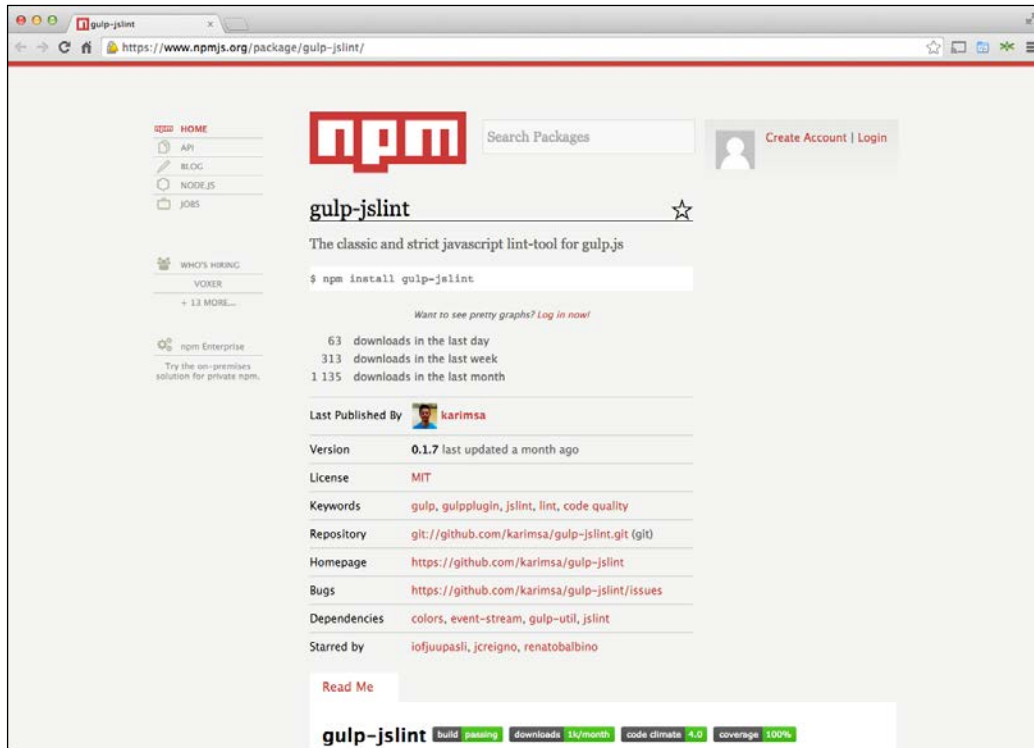 gulp-jslint
https://www.npmjs.org/package/gulp-jslint/
npm HOME
API
BLOG
NODE.JS
JOBS
WHO'S HIRING
VOXER
+ 13 MORE...
npm Enterprise
Try the on-premises
solution for private npm.
npm
Search Packages
Create Account | Login
gulp-jslint
The classic and strict javascript lint-tool for gulp.js
$ npm install gulp-jslint
Want to see pretty graphs? Log in now!
63 downloads in the last day
313 downloads in the last week
1 135 downloads in the last month
Last Published By karimsa
Version 0.1.7 last updated a month ago
License MIT
Keywords gulp, gulpplugin, jslint, lint, code quality
Repository git://github.com/karimsa/gulp-jslint.git (git)
Homepage https://github.com/karimsa/gulp-jslint
Bugs https://github.com/karimsa/gulp-jslint/issues
Dependencies colors, event-stream, gulp-util, jslint
Starred by iofjuupasli, jcreigno, renatobalbino
Read Me
gulp-jslint build passing downloads 1k/month code climate 4.0 coverage 100%